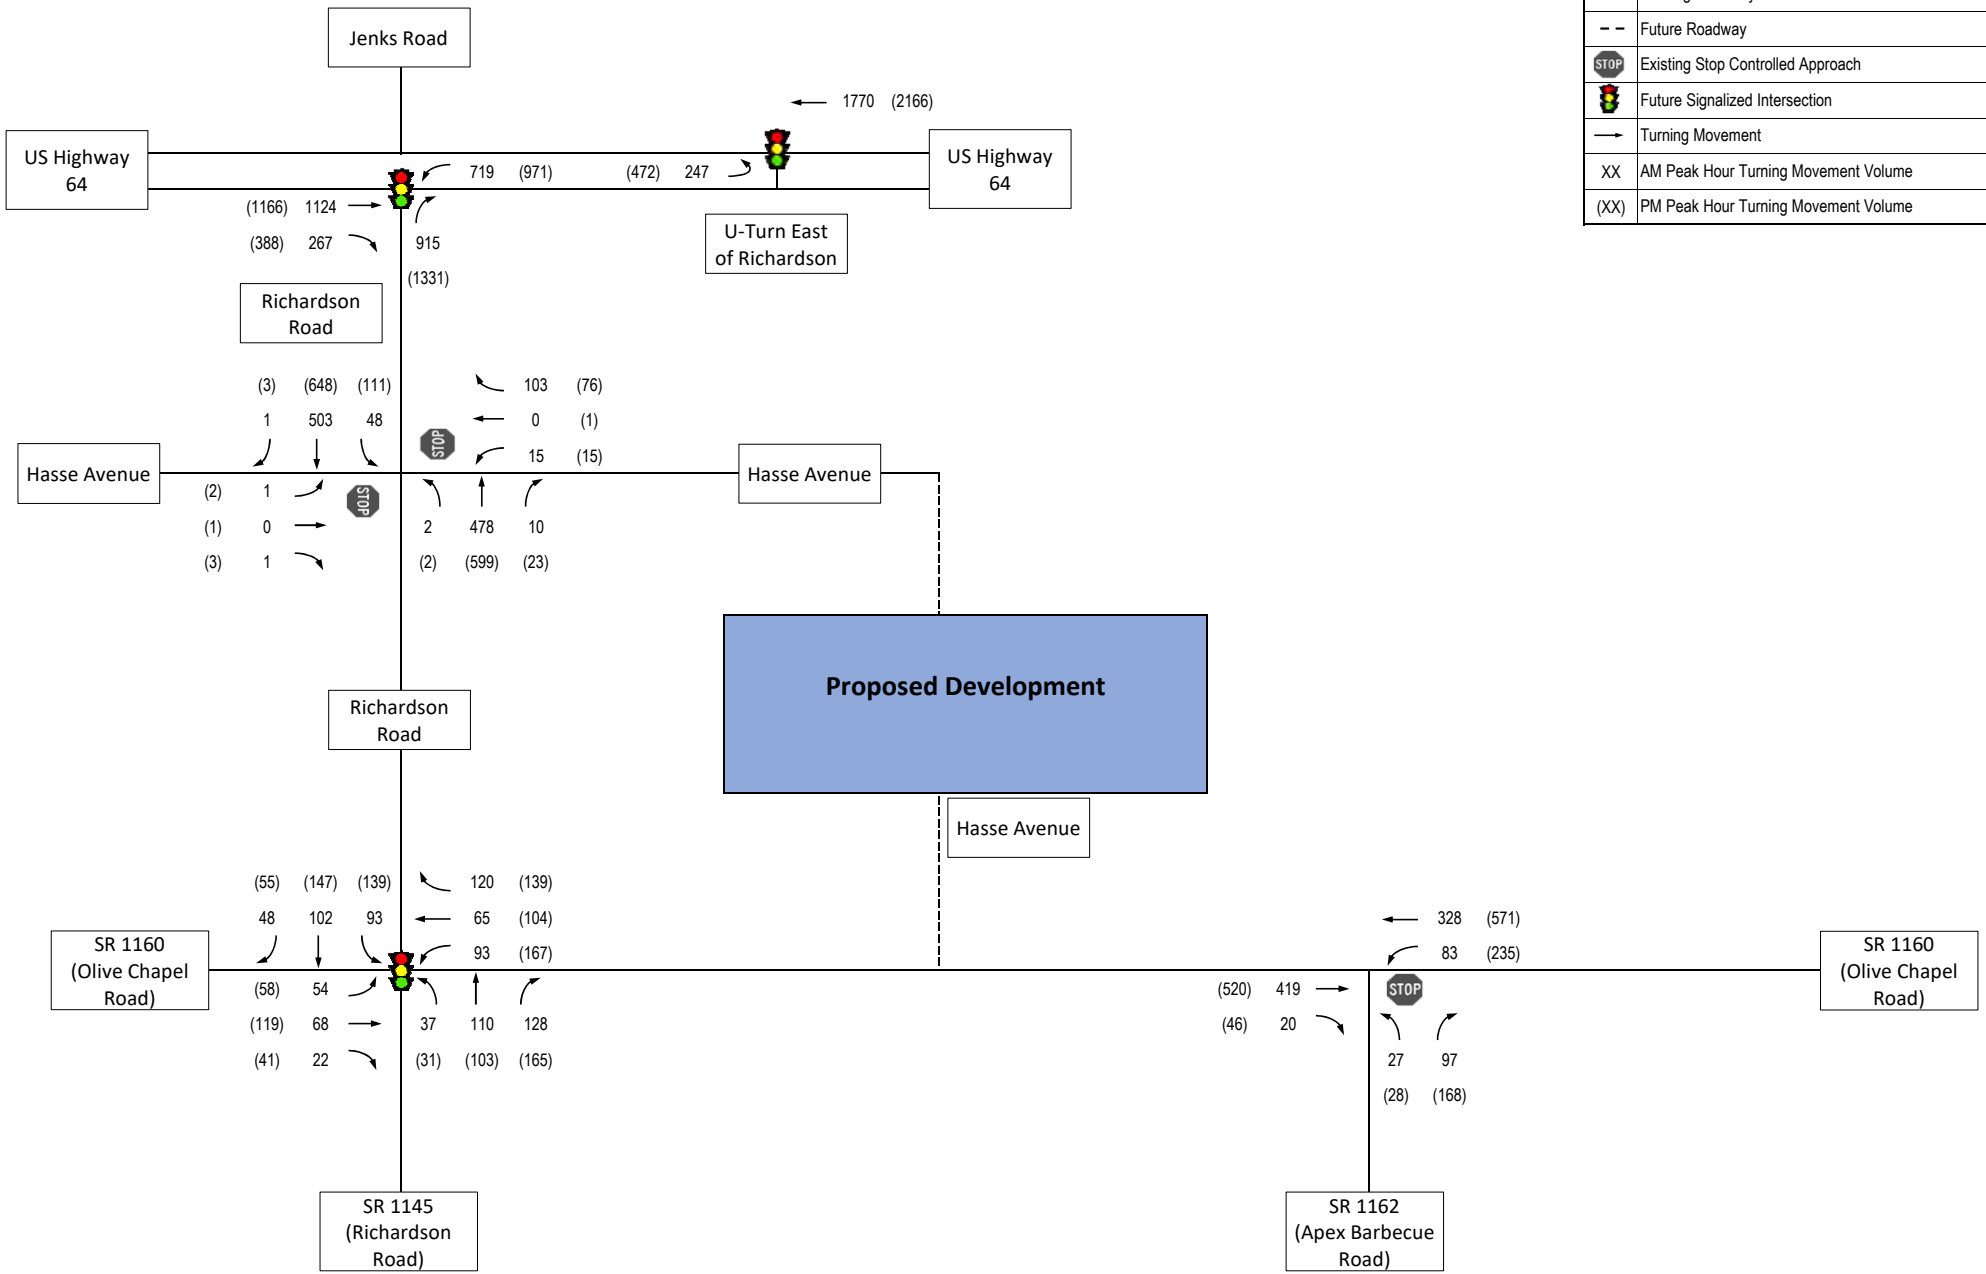 Jenks Road
-- Future Roadway
STOP Existing Stop Controlled Approach
Future Signalized Intersection
Turning Movement
XX AM Peak Hour Turning Movement Volume
(XX) PM Peak Hour Turning Movement Volume
1770 (2166)
US Highway
64
US Highway
64
719 (971) (472) 247
(1166) 1124
(388) 267
915
(1331)
U-Turn East
of Richardson
Richardson
Road
(3) (648) (111) 103 (76)
1 503 48 0 (1)
STOP
15 (15)
Hasse Avenue
Hasse Avenue
(2) 1
STOP
(1) 0 2 478 10
(3) 1 (2) (599) (23)
Proposed Development
Richardson
Road
Hasse Avenue
(55) (147) (139) 120 (139)
48 102 93 65 (104)
93 (167)
SR 1160
(Olive Chapel
Road)
(58) 54
(119) 68 37 110 128
(41) 22 (31) (103) (165)
328 (571)
83 (235)
SR 1160
(Olive Chapel
Road)
(520) 419 STOP
(46) 20
27 97
(28) (168)
SR 1145
(Richardson
Road)
SR 1162
(Apex Barbecue
Road)